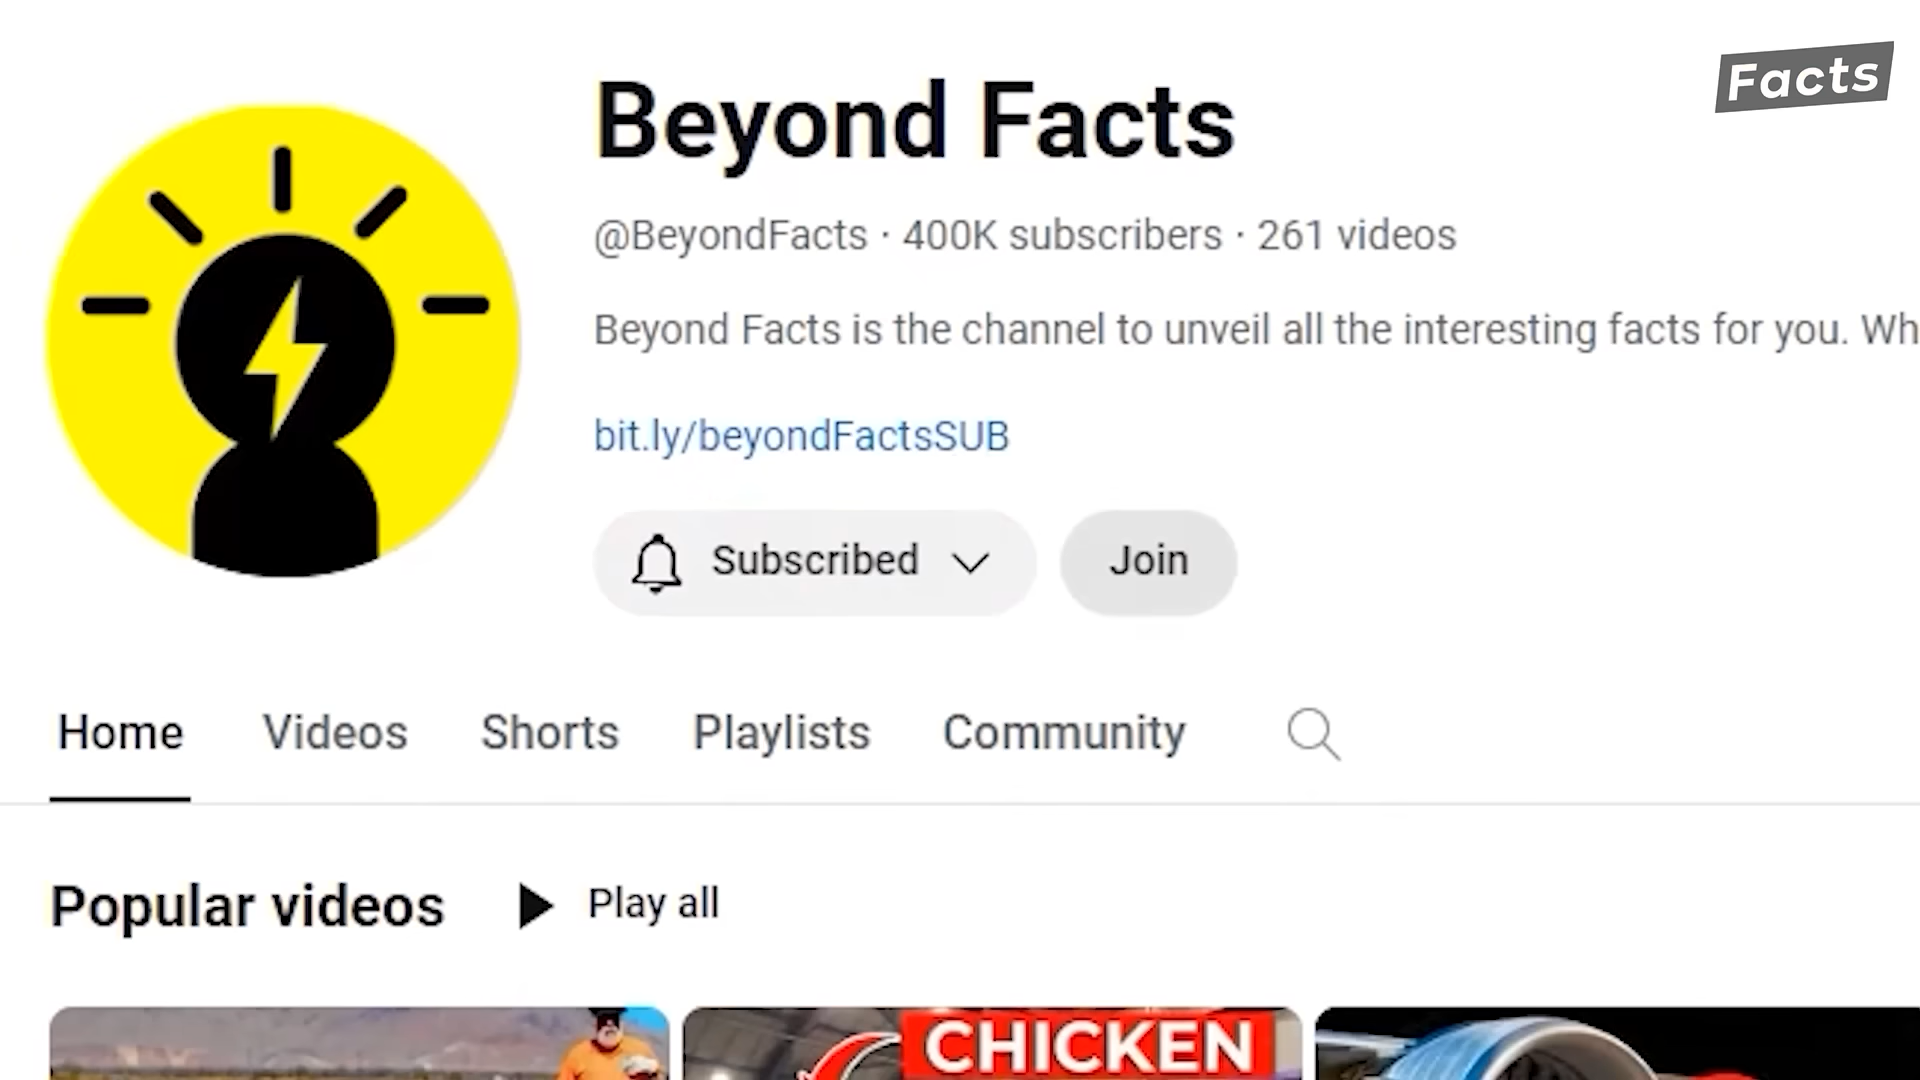 Facts
Beyond Facts
@BeyondFacts · 400K subscribers · 261 videos
Beyond Facts is the channel to unveil all the interesting facts for you. Wh
bit.ly/beyondFactsSUB
Subscribed
Join
Home
Videos
Shorts
Playlists
Community
Popular videos
Play all
CHICKEN